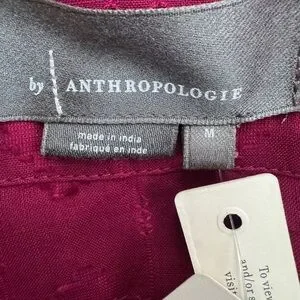 by ANTHROPOLOGIE
made in india
fabriqué en inde
M
To view
and/or s
visit